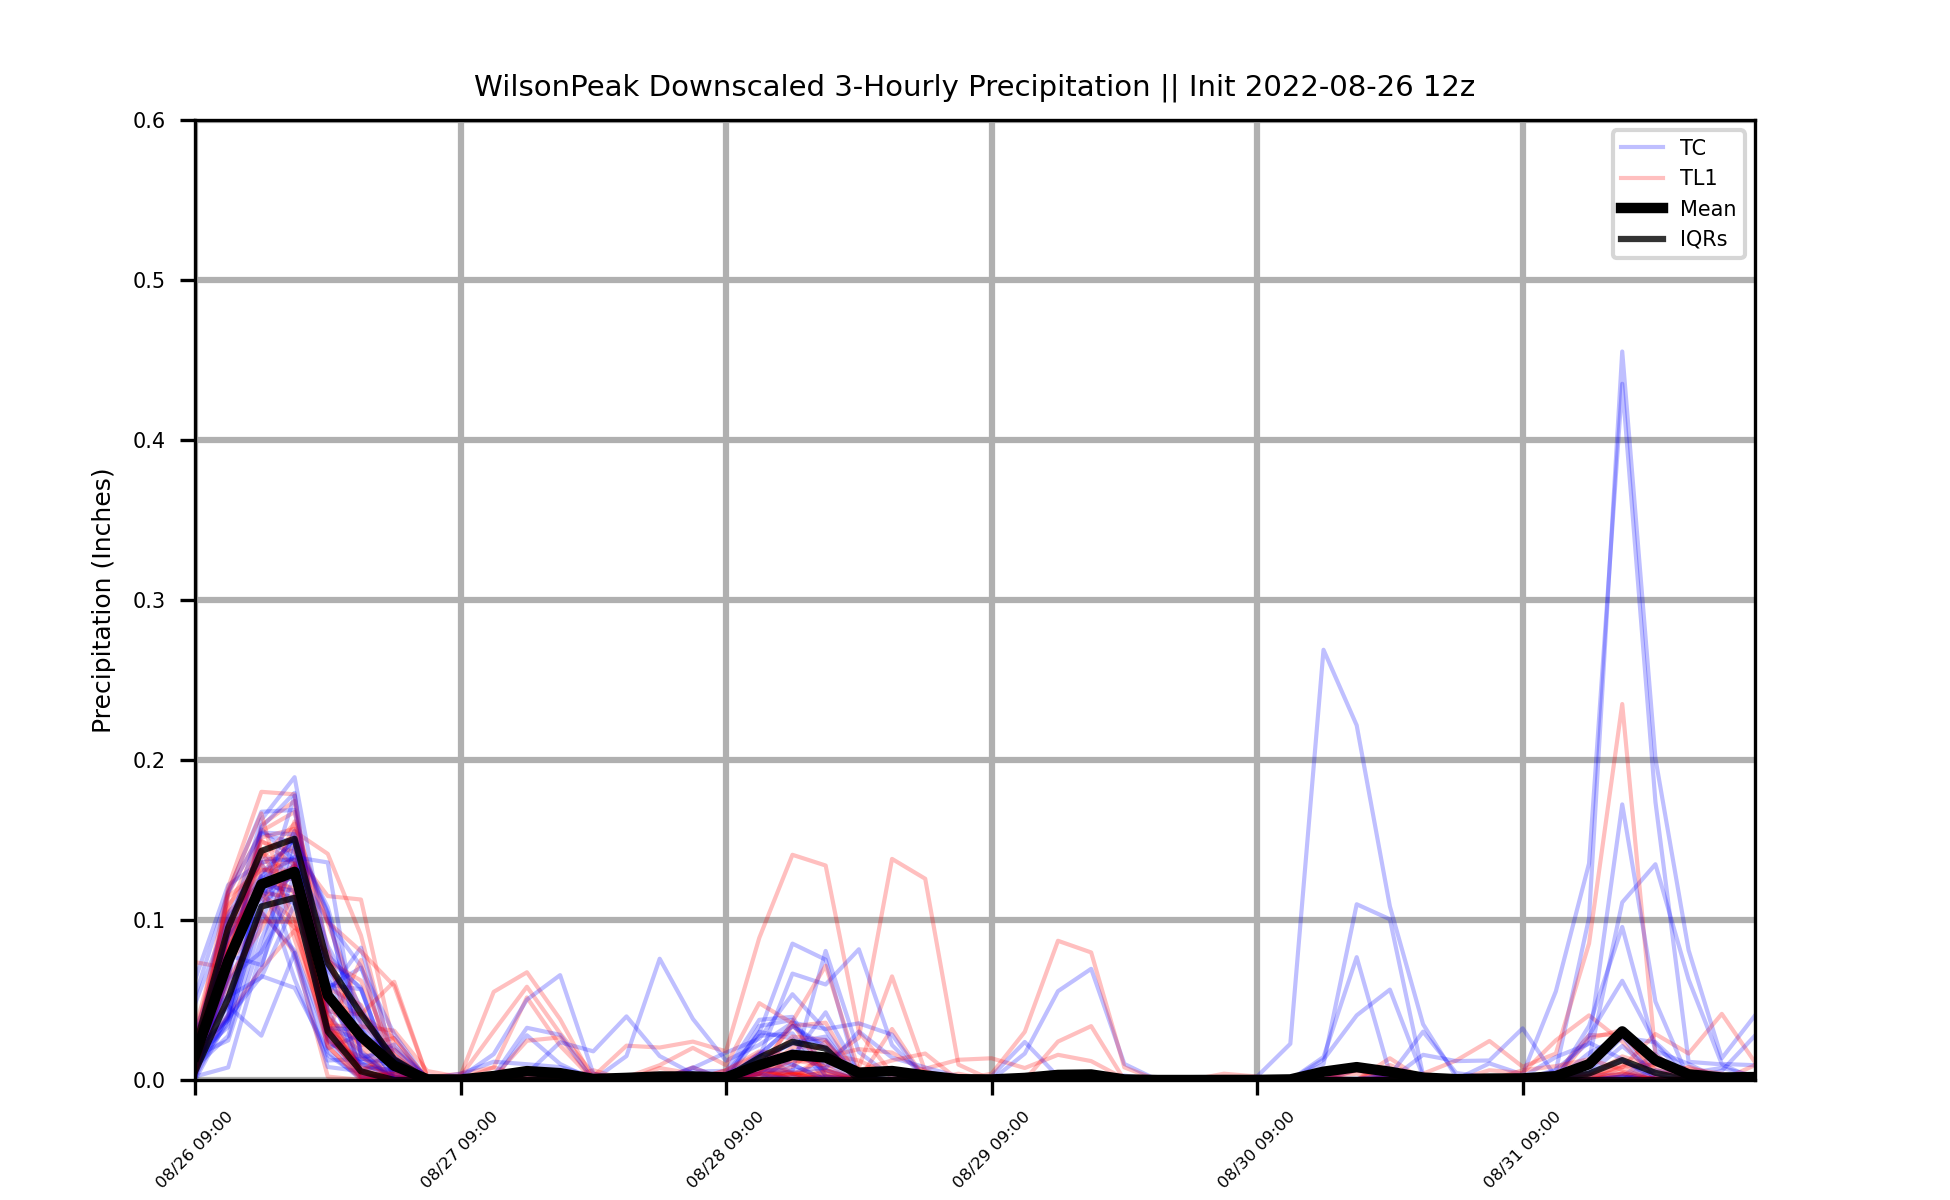 WilsonPeak Downscaled 3-Hourly Precipitation || Init 2022-08-26 12z
0.6
0.5
0.4
0.3
0.2
0.1
0.0
Precipitation (Inches)
TC
TL1
Mean
IQRs
08/26 09:00
08/27 09:00
08/28 09:00
08/29 09:00
08/30 09:00
08/31 09:00